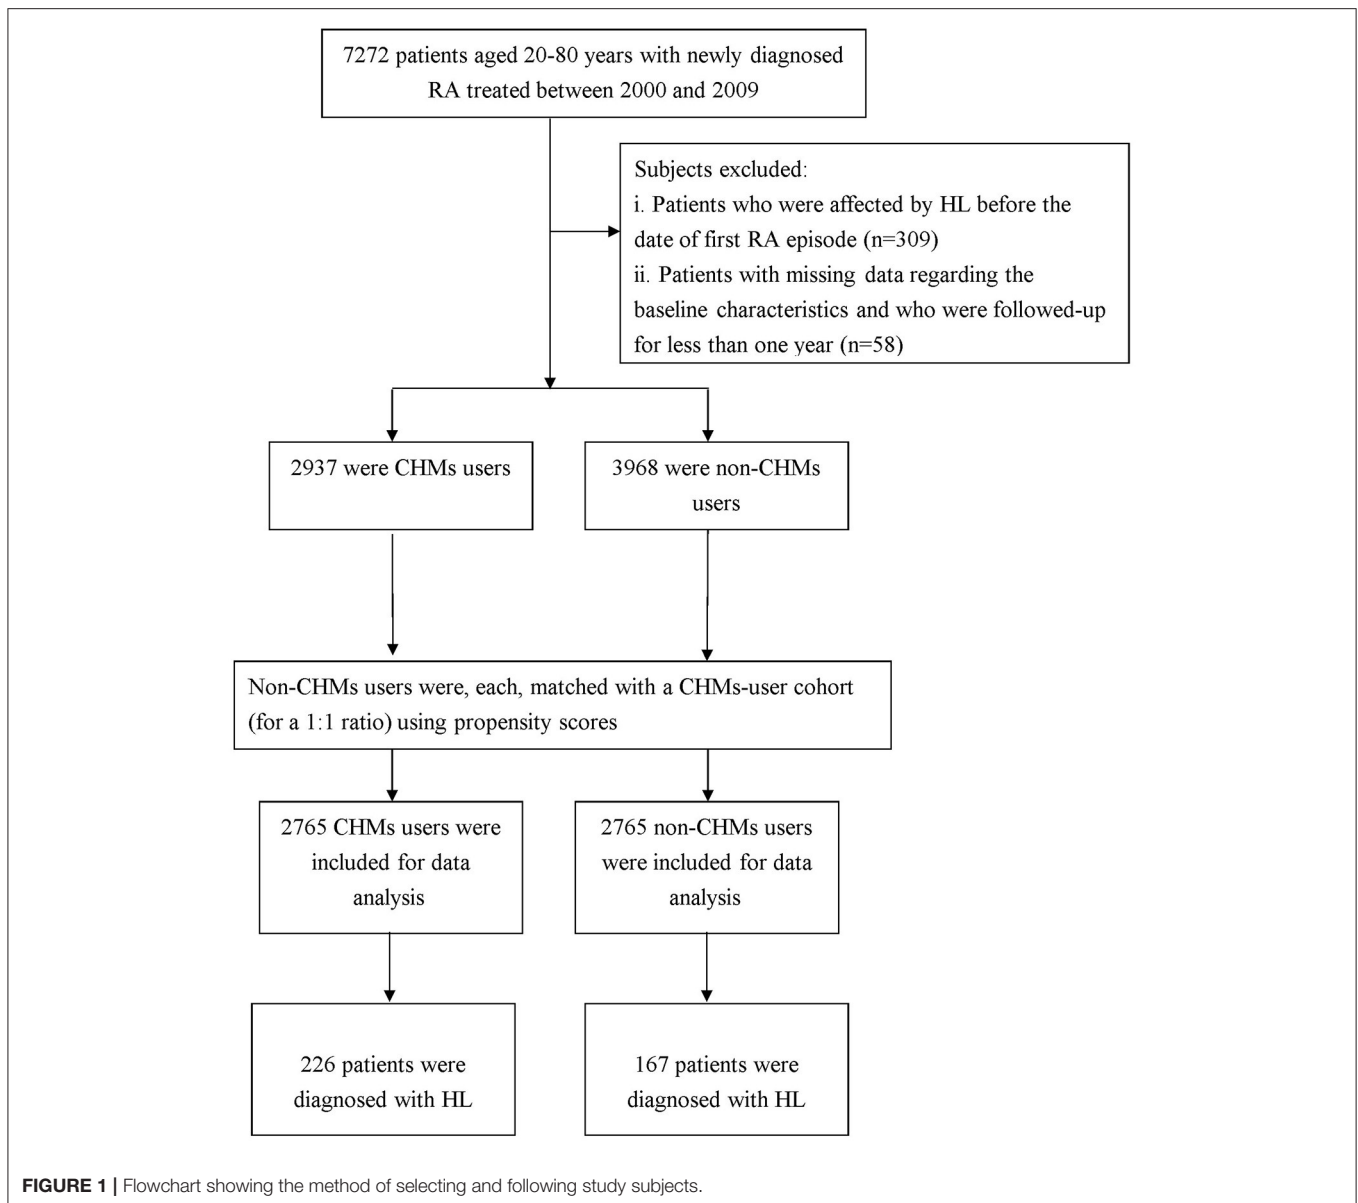 7272 patients aged 20-80 years with newly diagnosed
RA treated between 2000 and 2009
Subjects excluded:
i. Patients who were affected by HL before the
date of first RA episode (n=309)
ii. Patients with missing data regarding the
baseline characteristics and who were followed-up
for less than one year (n=58)
2937 were CHMs users
3968 were non-CHMs
users
Non-CHMs users were, each, matched with a CHMs-user cohort
(for a 1:1 ratio) using propensity scores
2765 CHMs users were
included for data
analysis
2765 non-CHMs users
were included for data
analysis
226 patients were
diagnosed with HL
167 patients were
diagnosed with HL
FIGURE 1 | Flowchart showing the method of selecting and following study subjects.